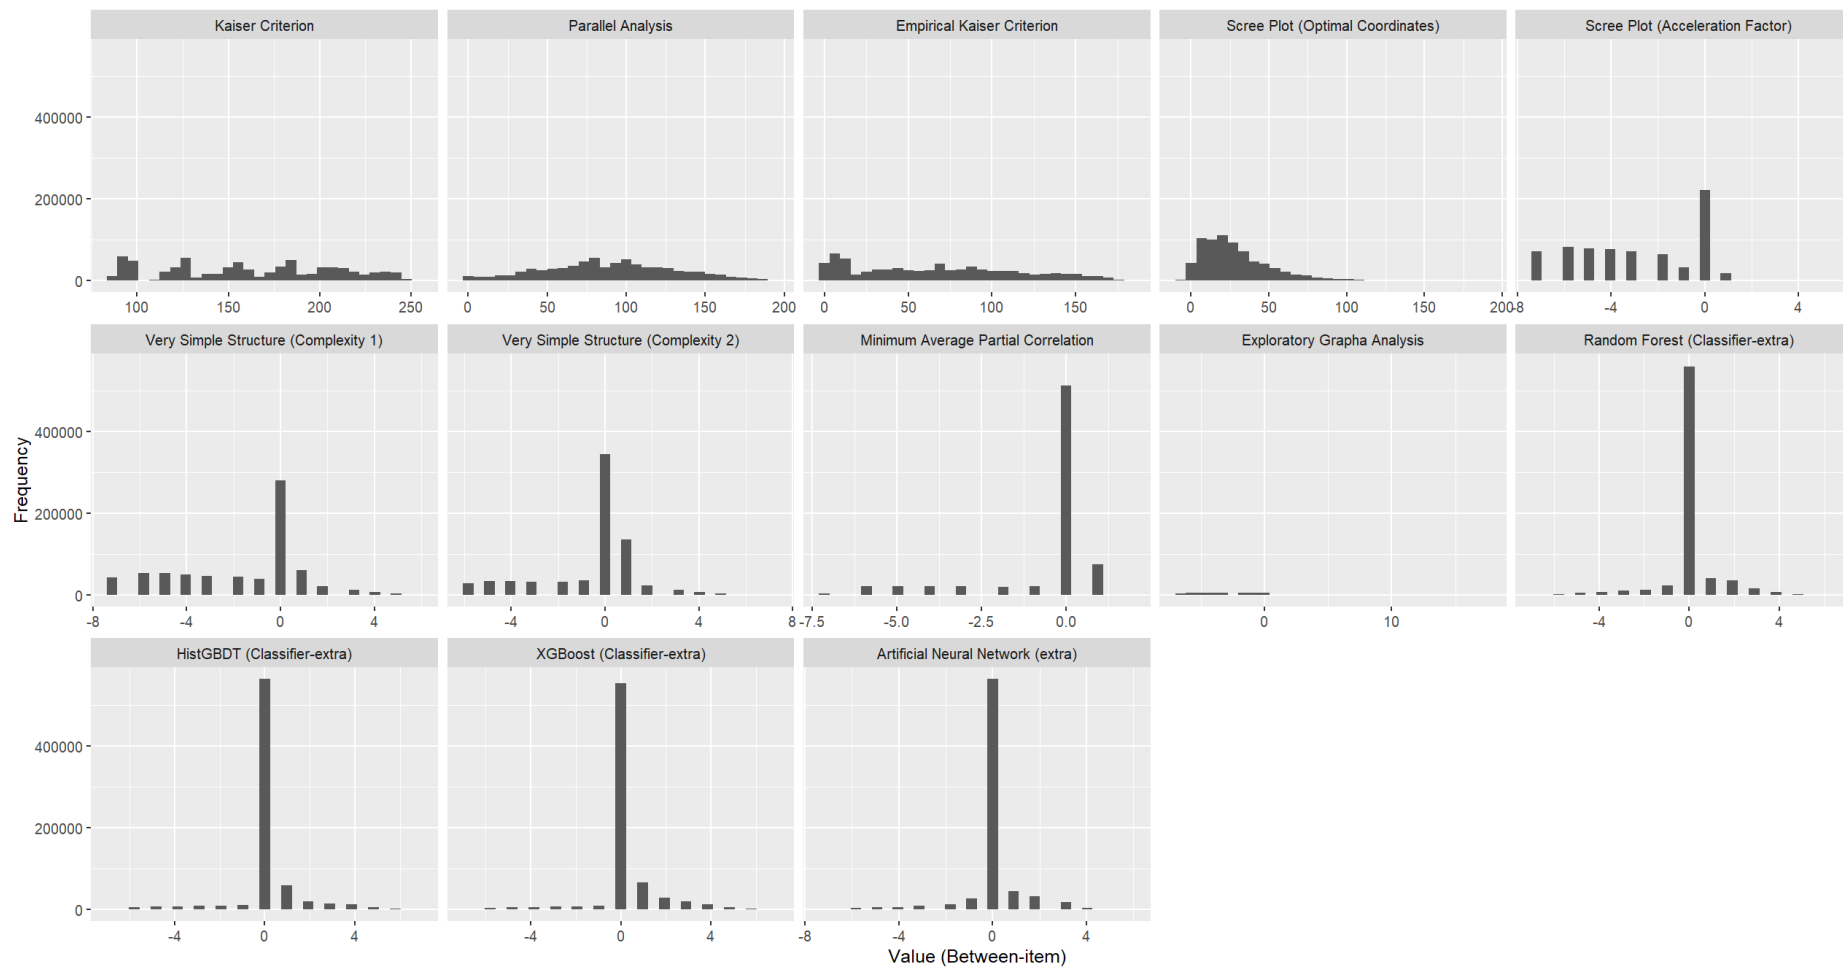 Kaiser Criterion
Parallel Analysis
Empirical Kaiser Criterion
Scree Plot (Optimal Coordinates)
Scree Plot (Acceleration Factor)
400000
200000
0
100 150 200 250
0 50 100 150 200
0 50 100 150
0 50 100 150 200
-8 -4 0 4
Very Simple Structure (Complexity 1)
Very Simple Structure (Complexity 2)
Minimum Average Partial Correlation
Exploratory Grapha Analysis
Random Forest (Classifier-extra)
Frequency
400000
200000
0
-8 -4 0 4
-4 0 4 8
-7.5 -5.0 -2.5 0.0
0 10
-4 0 4
HistGBDT (Classifier-extra)
XGBoost (Classifier-extra)
Artificial Neural Network (extra)
400000
200000
0
-4 0 4
-4 0 4
-8 -4 0 4
Value (Between-item)